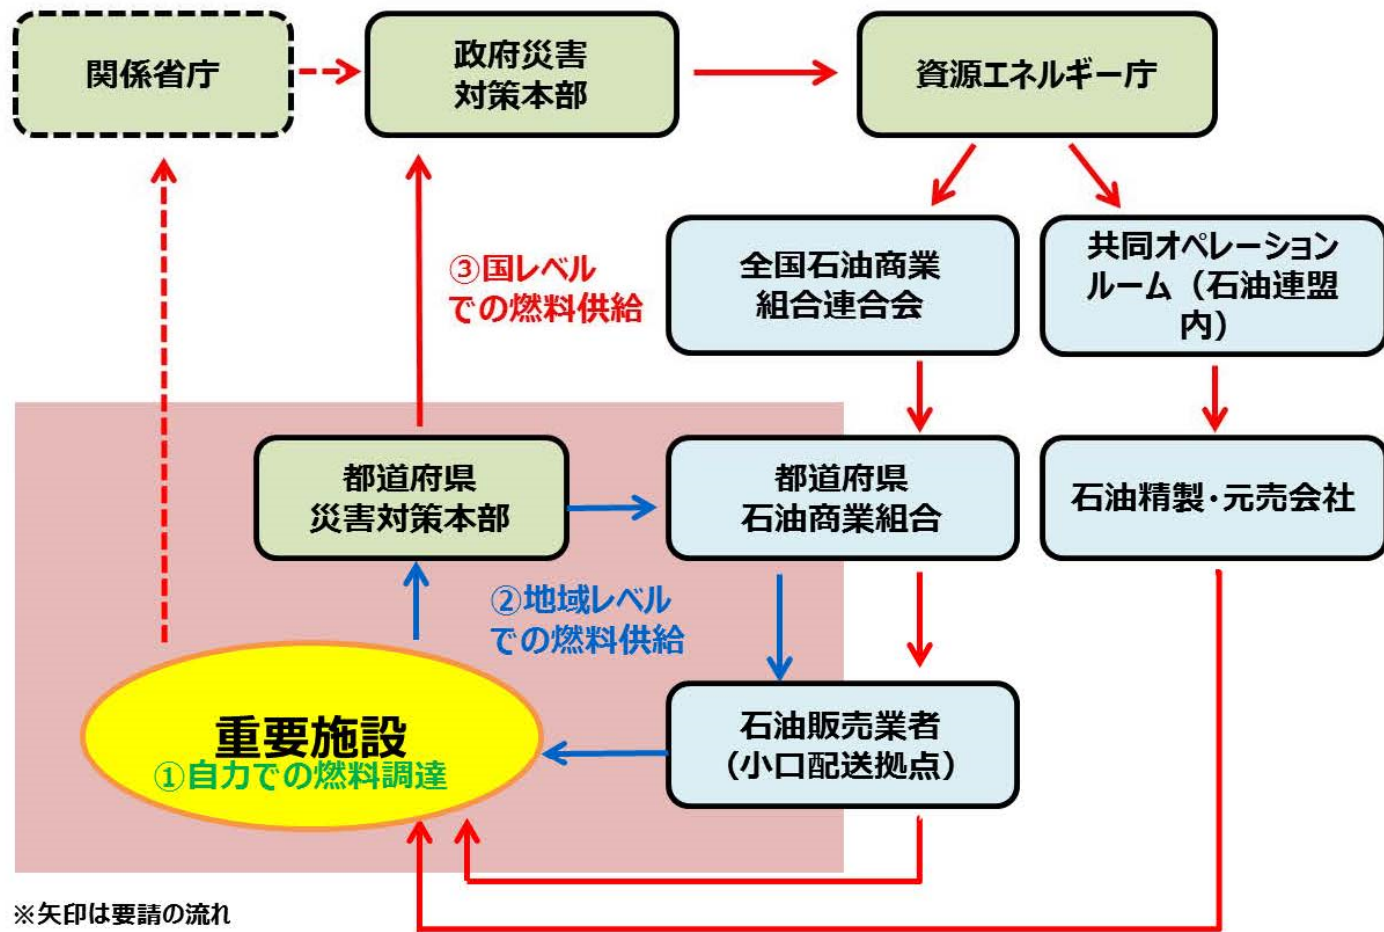 関係省庁
政府災害
対策本部
資源エネルギー庁
③国レベル
での燃料供給
全国石油商業
組合連合会
共同オペレーション
ルーム（石油連盟
内）
都道府県
災害対策本部
都道府県
石油商業組合
石油精製・元売会社
②地域レベル
での燃料供給
重要施設
①自力での燃料調達
石油販売業者
（小口配送拠点）
※矢印は要請の流れ